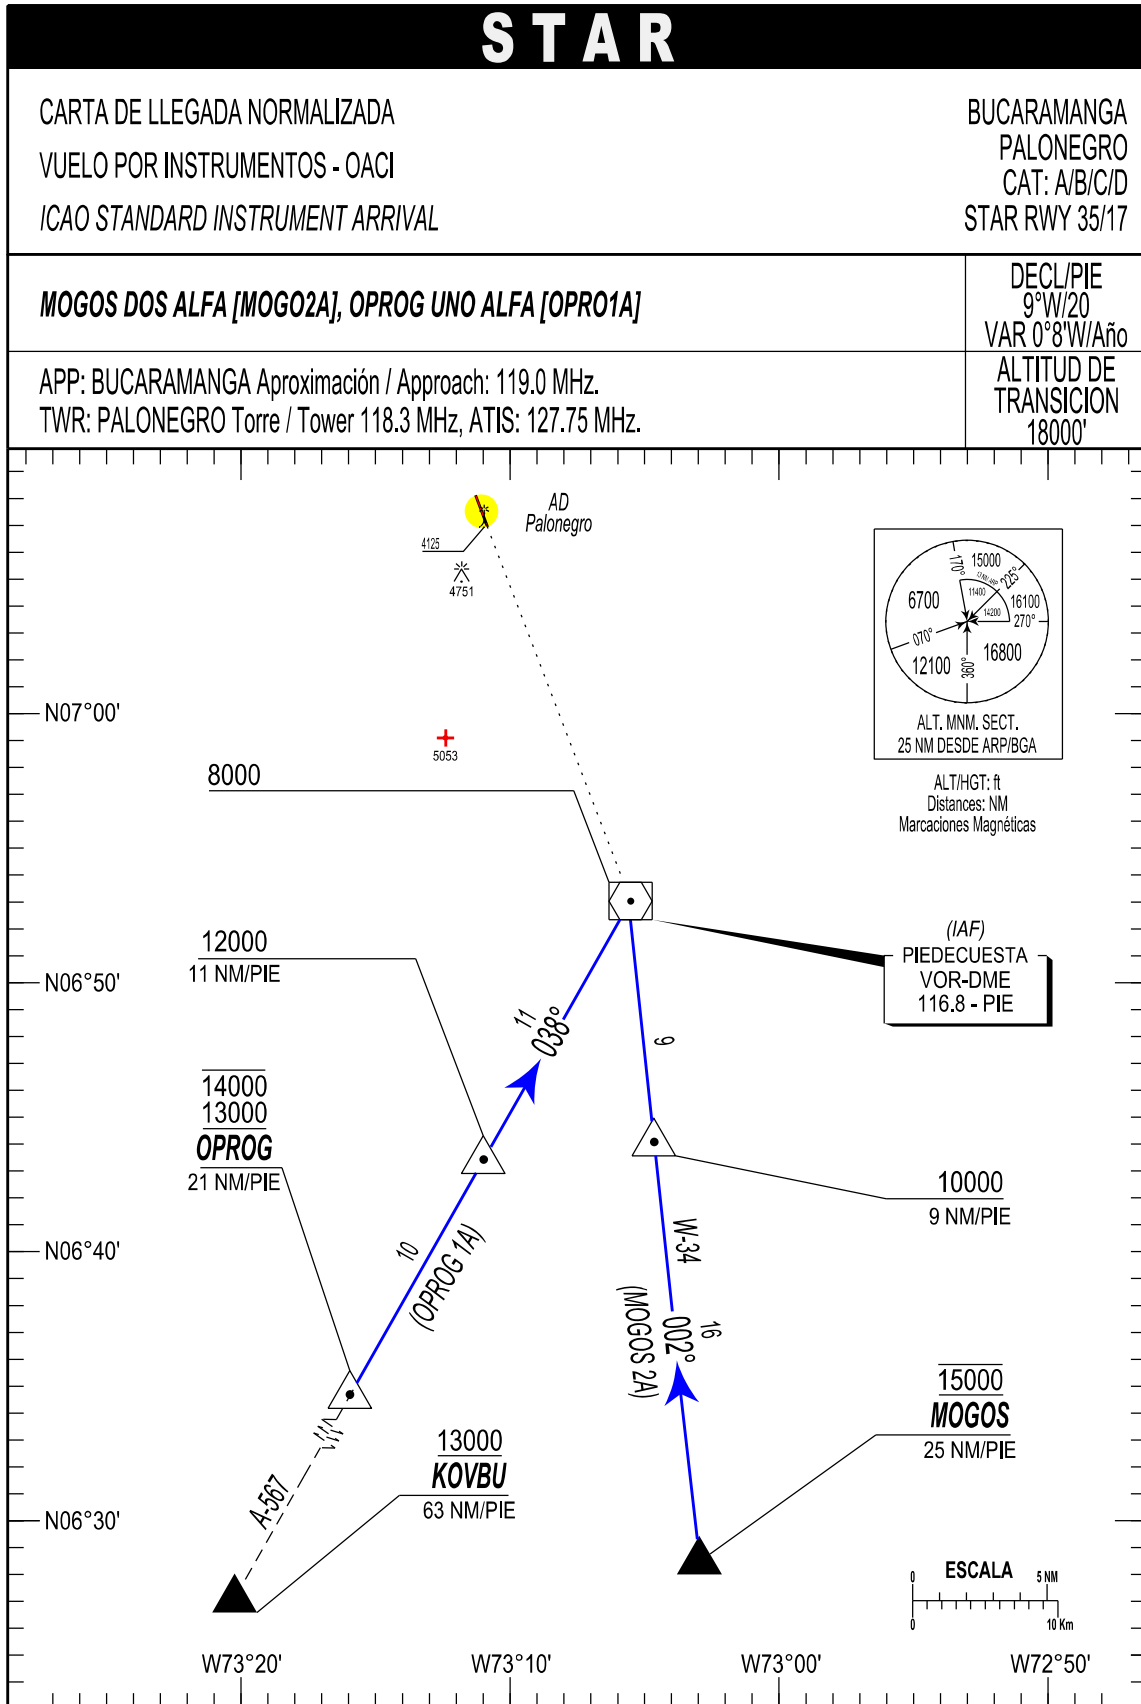 STAR
CARTA DE LLEGADA NORMALIZADA
VUELO POR INSTRUMENTOS - OACI
ICAO STANDARD INSTRUMENT ARRIVAL
BUCARAMANGA
PALONEGRO
CAT: A/B/C/D
STAR RWY 35/17
MOGOS DOS ALFA [MOGO2A], OPROG UNO ALFA [OPRO1A]
DECL/PIE
9°W/20
VAR 0°8'W/Año
APP: BUCARAMANGA Aproximación / Approach: 119.0 MHz.
TWR: PALONEGRO Torre / Tower 118.3 MHz, ATIS: 127.75 MHz.
ALTITUD DE
TRANSICION
18000'
AD
Palonegro
4125
4751
170°
15000
225°
13 NM / ARP
11400
6700
16100
14200
270°
070°
12100
360°
16800
ALT. MNM. SECT.
25 NM DESDE ARP/BGA
ALT/HGT: ft
Distances: NM
Marcaciones Magnéticas
N07°00'
5053
8000
(IAF)
PIEDECUESTA
VOR-DME
116.8 - PIE
12000
11 NM/PIE
N06°50'
11
038°
9
14000
13000
OPROG
21 NM/PIE
10000
9 NM/PIE
N06°40'
10
(OPROG 1A)
W-34
16
002°
(MOGOS 2A)
15000
MOGOS
25 NM/PIE
13000
KOVBU
63 NM/PIE
A-567
N06°30'
ESCALA
0
5 NM
0
10 Km
W73°20'
W73°10'
W73°00'
W72°50'